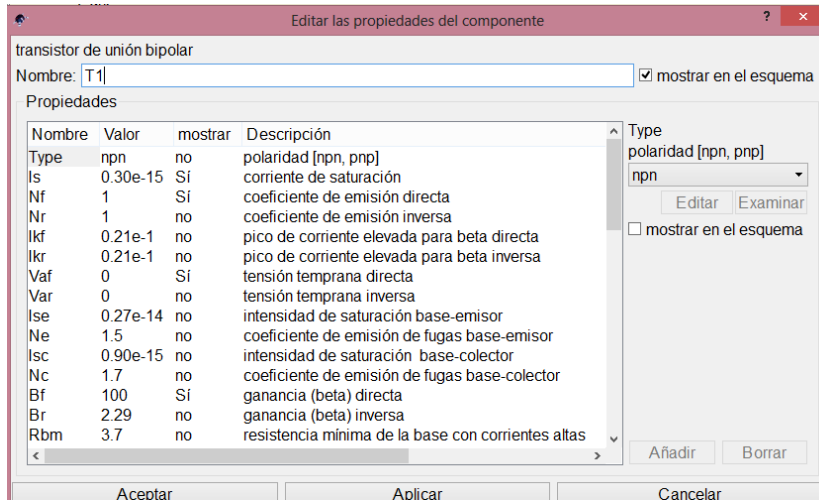 Editar las propiedades del componente ? ×
transistor de unión bipolar
Nombre: T1 mostrar en el esquema
Propiedades
Nombre Valor mostrar Descripción
Type npn no polaridad [npn, pnp]
Is 0.30e-15 Sí corriente de saturación
Nf 1 Sí coeficiente de emisión directa
Nr 1 no coeficiente de emisión inversa
Ikf 0.21e-1 no pico de corriente elevada para beta directa
Ikr 0.21e-1 no pico de corriente elevada para beta inversa
Vaf 0 Sí tensión temprana directa
Var 0 no tensión temprana inversa
Ise 0.27e-14 no intensidad de saturación base-emisor
Ne 1.5 no coeficiente de emisión de fugas base-emisor
Isc 0.90e-15 no intensidad de saturación base-colector
Nc 1.7 no coeficiente de emisión de fugas base-colector
Bf 100 Sí ganancia (beta) directa
Br 2.29 no ganancia (beta) inversa
Rbm 3.7 no resistencia mínima de la base con corrientes altas
Type
polaridad [npn, pnp]
npn
Editar Examinar
mostrar en el esquema
Añadir Borrar
Aceptar Aplicar Cancelar